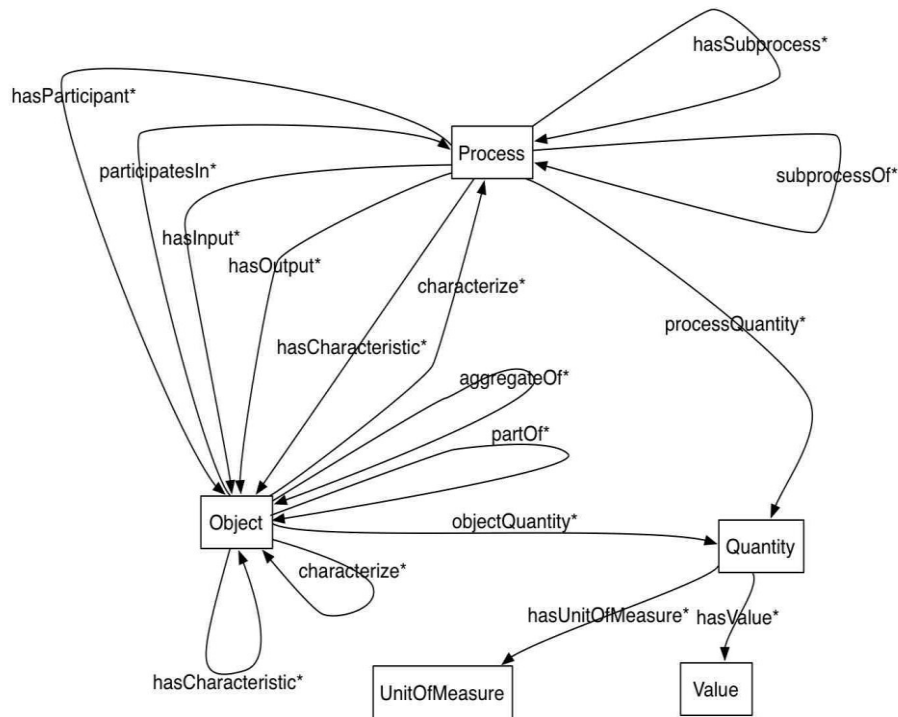 hasSubprocess*
hasParticipant*
Process
participatesIn*
subprocessOf*
hasInput*
hasOutput*
characterize*
processQuantity*
hasCharacteristic*
aggregateOf*
partOf*
Object
objectQuantity*
Quantity
characterize*
hasUnitOfMeasure*
hasValue*
hasCharacteristic*
UnitOfMeasure
Value